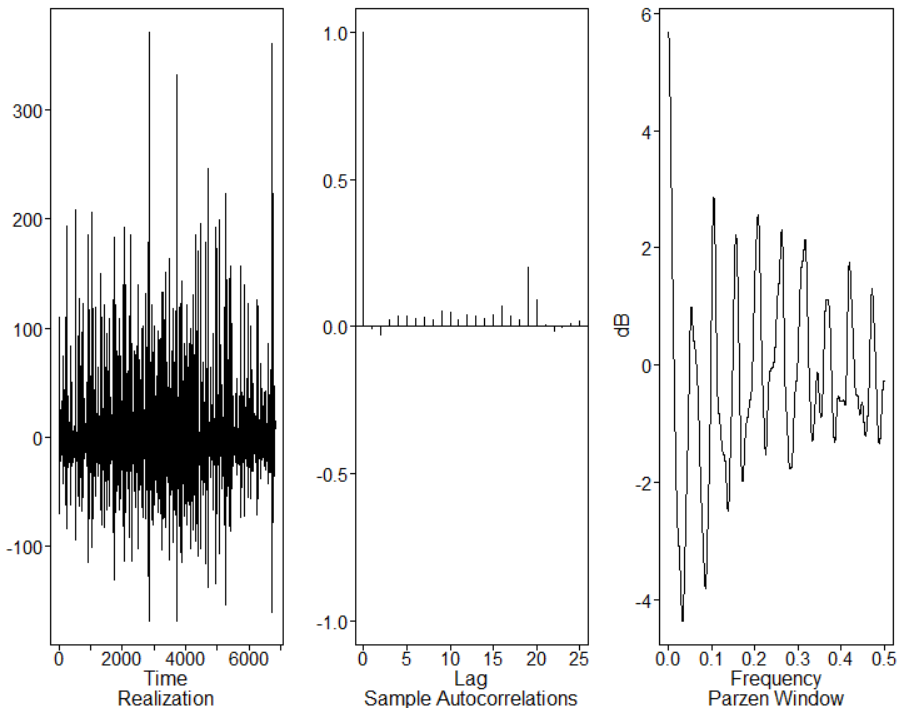 300
200
100
0
-100
0 2000 4000 6000
Time
Realization
1.0
0.5
0.0
-0.5
-1.0
0 5 10 15 20 25
Lag
Sample Autocorrelations
dB
6
4
2
0
-2
-4
0.0 0.1 0.2 0.3 0.4 0.5
Frequency
Parzen Window